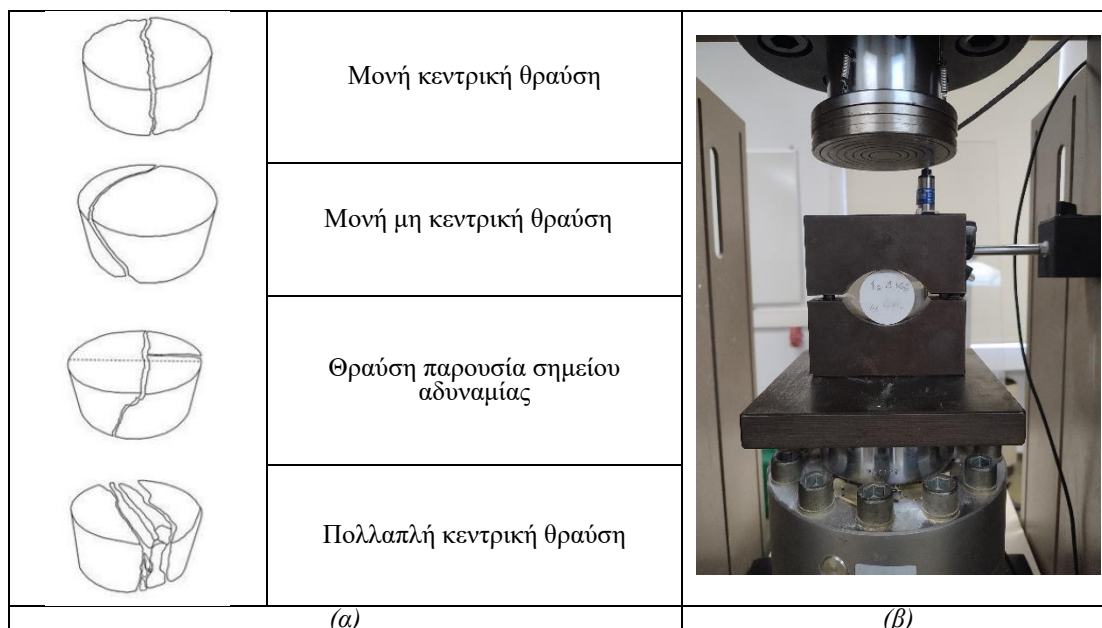 Μονή κεντρική θραύση
Μονή μη κεντρική θραύση
Θραύση παρουσία σημείου
αδυναμίας
Πολλαπλή κεντρική θραύση
(α)
(β)